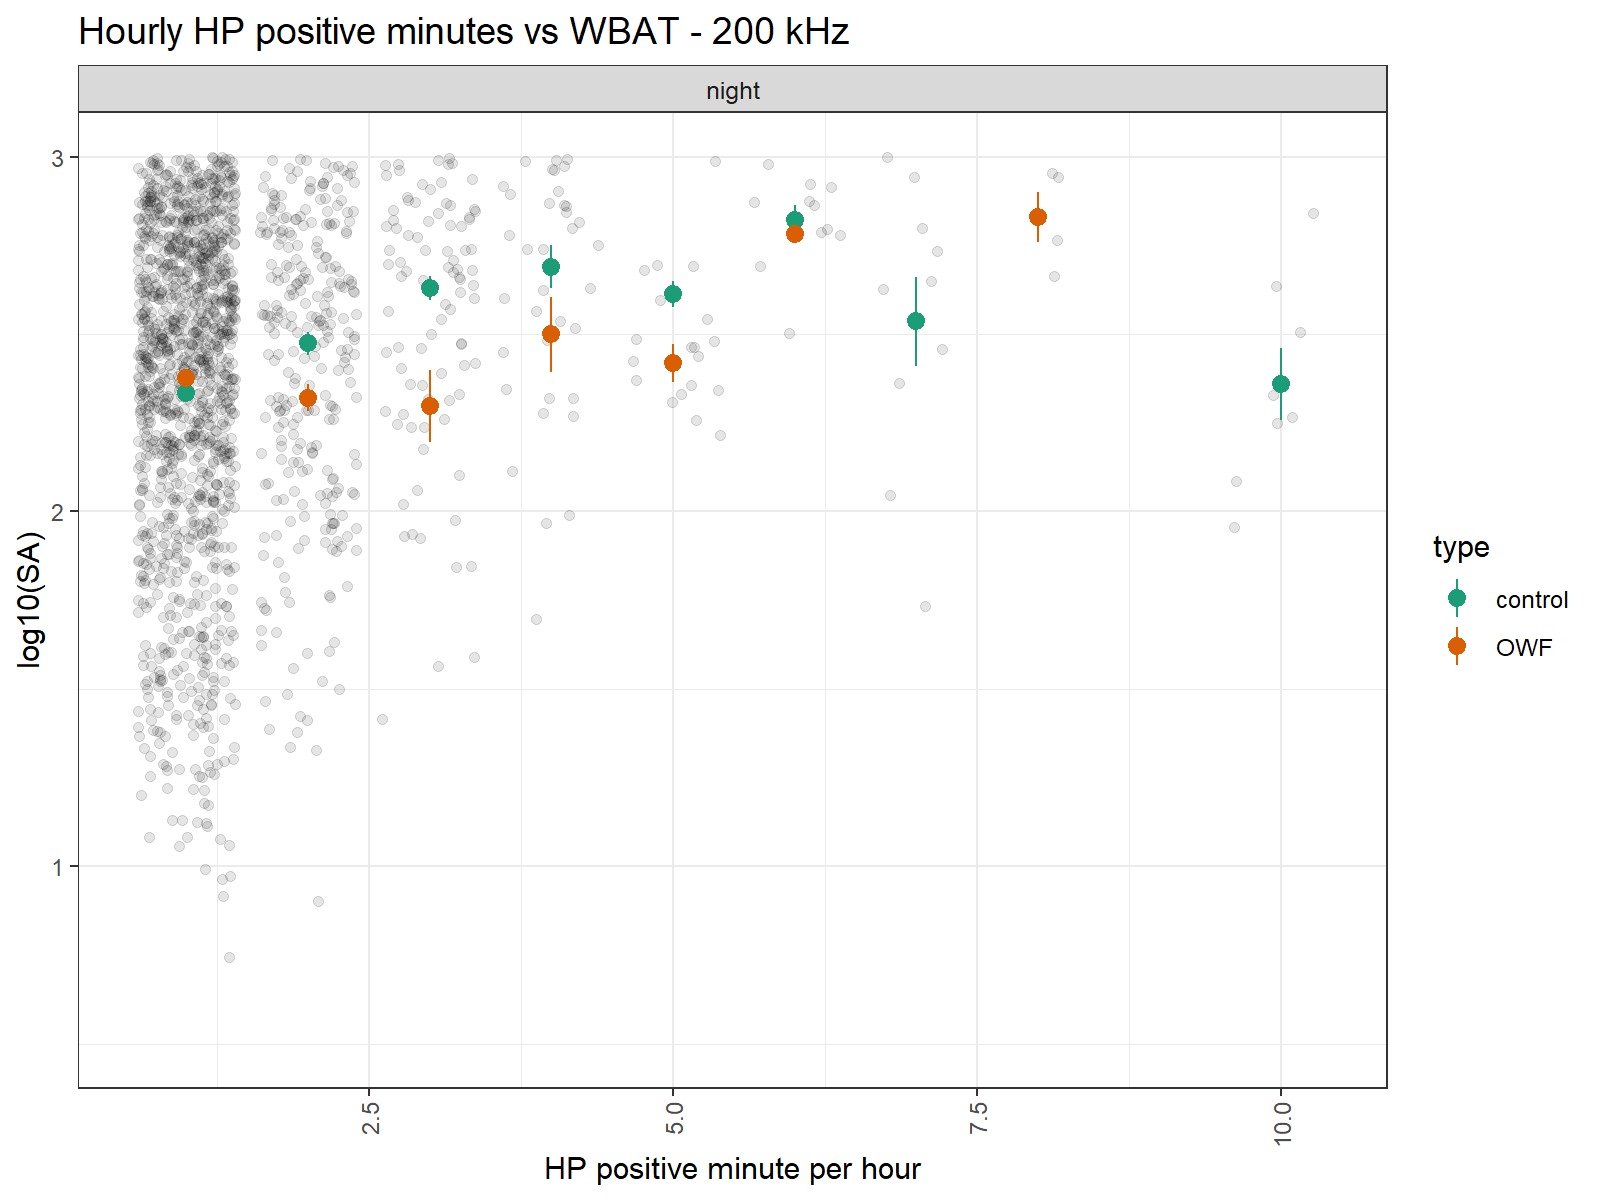 Hourly HP positive minutes vs WBAT - 200 kHz
night
3
2
1
log10(SA)
2.5
5.0
7.5
10.0
HP positive minute per hour
type
control
OWF